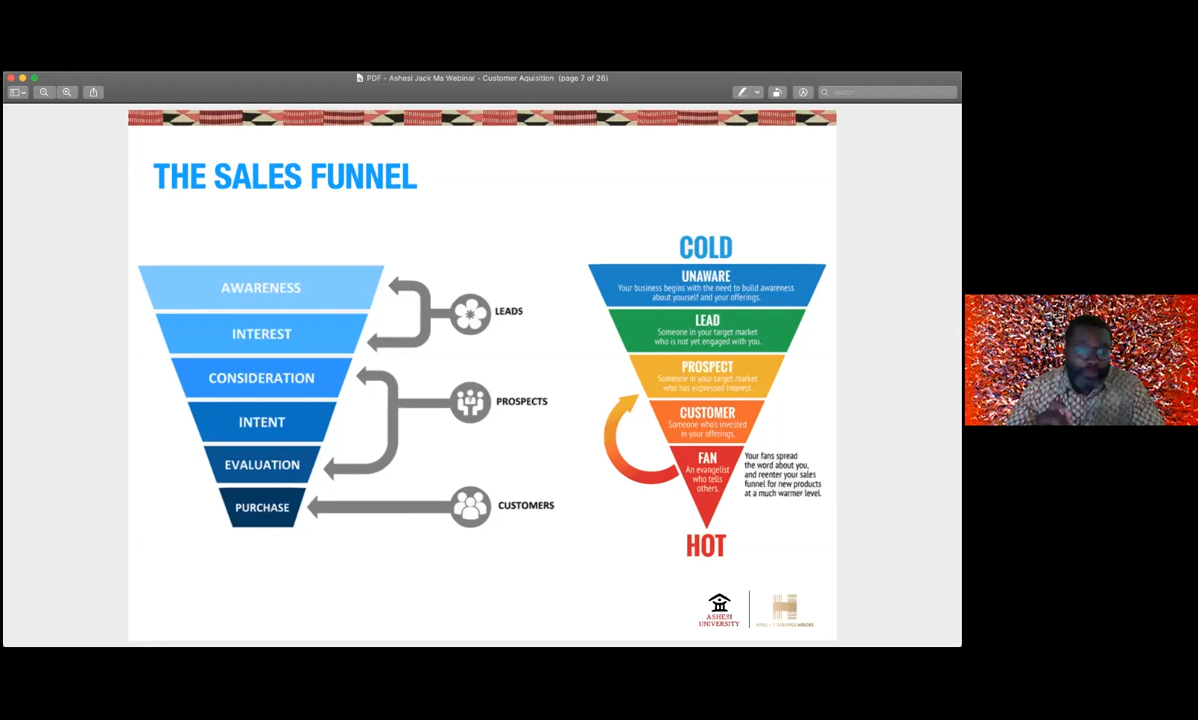 PDF - Ashesi Jack Ma Webinar - Customer Aquisition (page 7 of 26)
Search
THE SALES FUNNEL
AWARENESS
INTEREST
CONSIDERATION
INTENT
EVALUATION
PURCHASE
LEADS
PROSPECTS
CUSTOMERS
COLD
UNAWARE
Your business begins with the need to build awareness
about yourself and your offerings.
LEAD
Someone in your target market
who is not yet engaged with you.
PROSPECT
Someone in your target market
who has expressed interest.
CUSTOMER
Someone who's invested
in your offerings.
FAN
An evangelist
who tells
others.
Your fans spread
the word about you,
and reenter your sales
funnel for new products
at a much warmer level.
HOT
ASHESI
UNIVERSITY